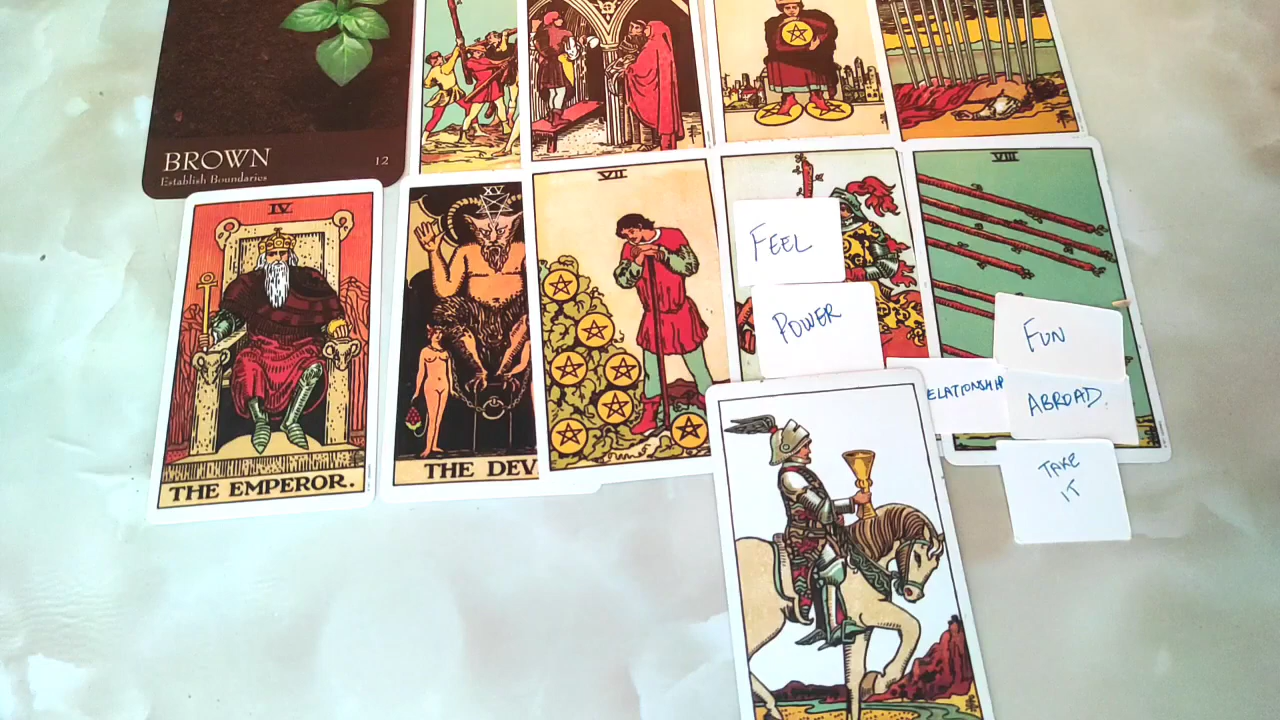 BROWN
12
Establish Boundaries
IV
XV
VII
VIII
FEEL
POWER
FUN
ELATIONSHIP
ABROAD.
TAKE
IT
THE EMPEROR.
THE DEV